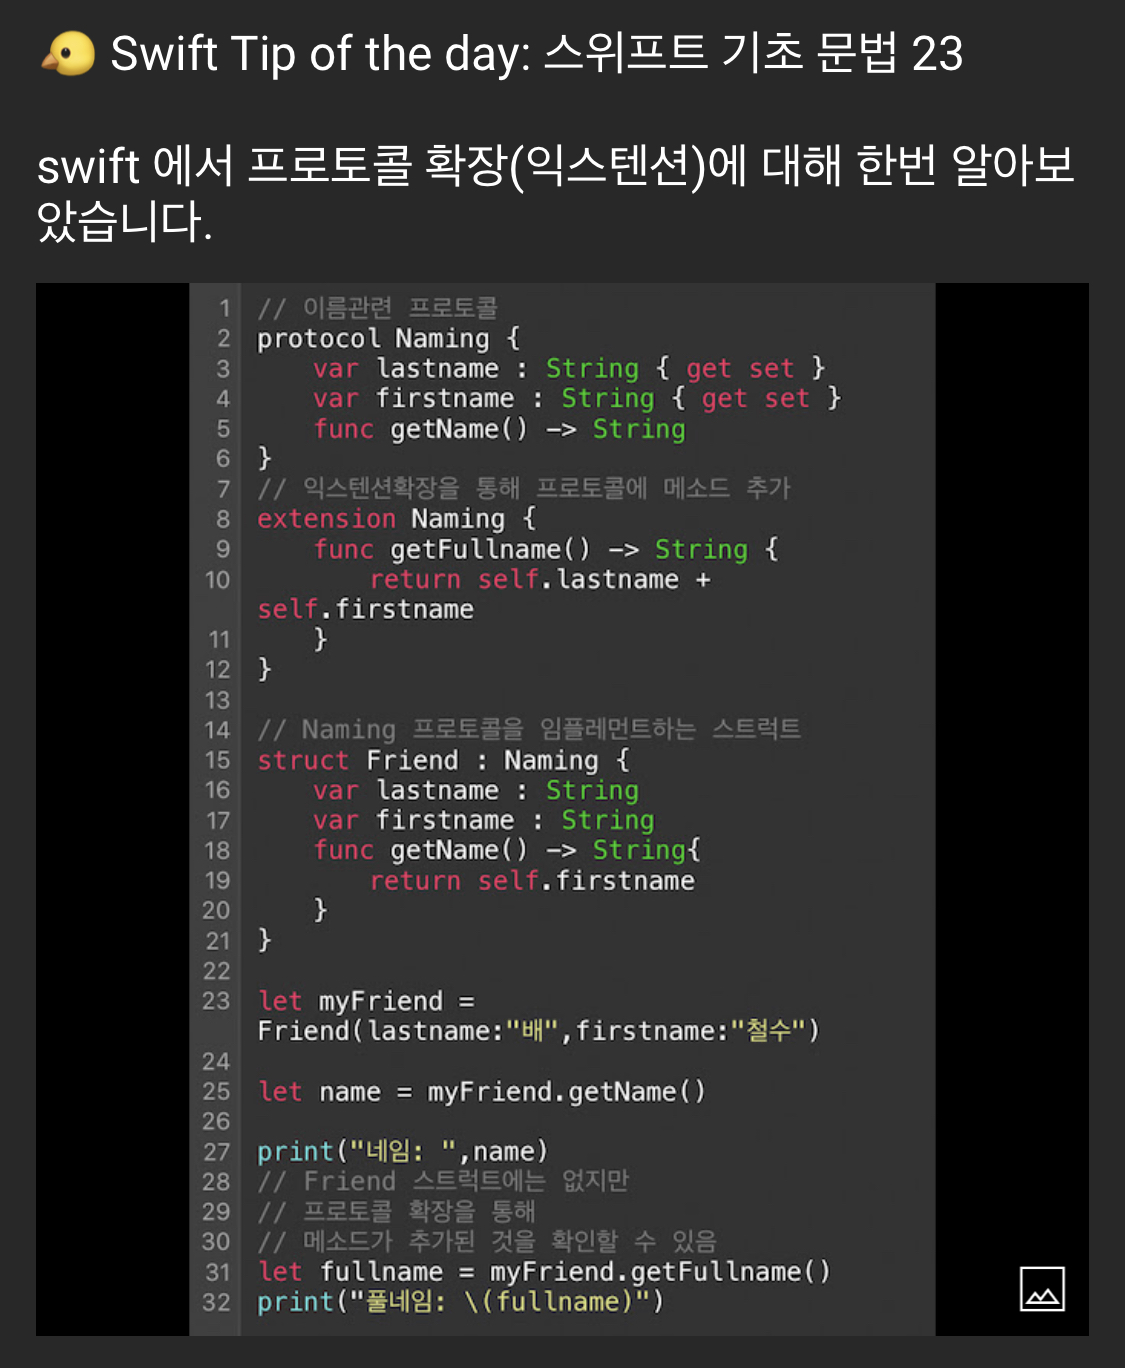 🐤 Swift Tip of the day: 스위프트 기초 문법 23
swift 에서 프로토콜 확장(익스텐션)에 대해 한번 알아보
았습니다.
1 // 이름관련 프로토콜
2 protocol Naming {
3     var lastname : String { get set }
4     var firstname : String { get set }
5     func getName() -> String
6 }
7 // 익스텐션확장을 통해 프로토콜에 메소드 추가
8 extension Naming {
9     func getFullname() -> String {
10         return self.lastname +
self.firstname
11     }
12 }
13
14 // Naming 프로토콜을 임플레먼트하는 스트럭트
15 struct Friend : Naming {
16     var lastname : String
17     var firstname : String
18     func getName() -> String{
19         return self.firstname
20     }
21 }
22
23 let myFriend =
Friend(lastname:"배",firstname:"철수")
24
25 let name = myFriend.getName()
26
27 print("네임: ",name)
28 // Friend 스트럭트에는 없지만
29 // 프로토콜 확장을 통해
30 // 메소드가 추가된 것을 확인할 수 있음
31 let fullname = myFriend.getFullname()
32 print("풀네임: \(fullname)")